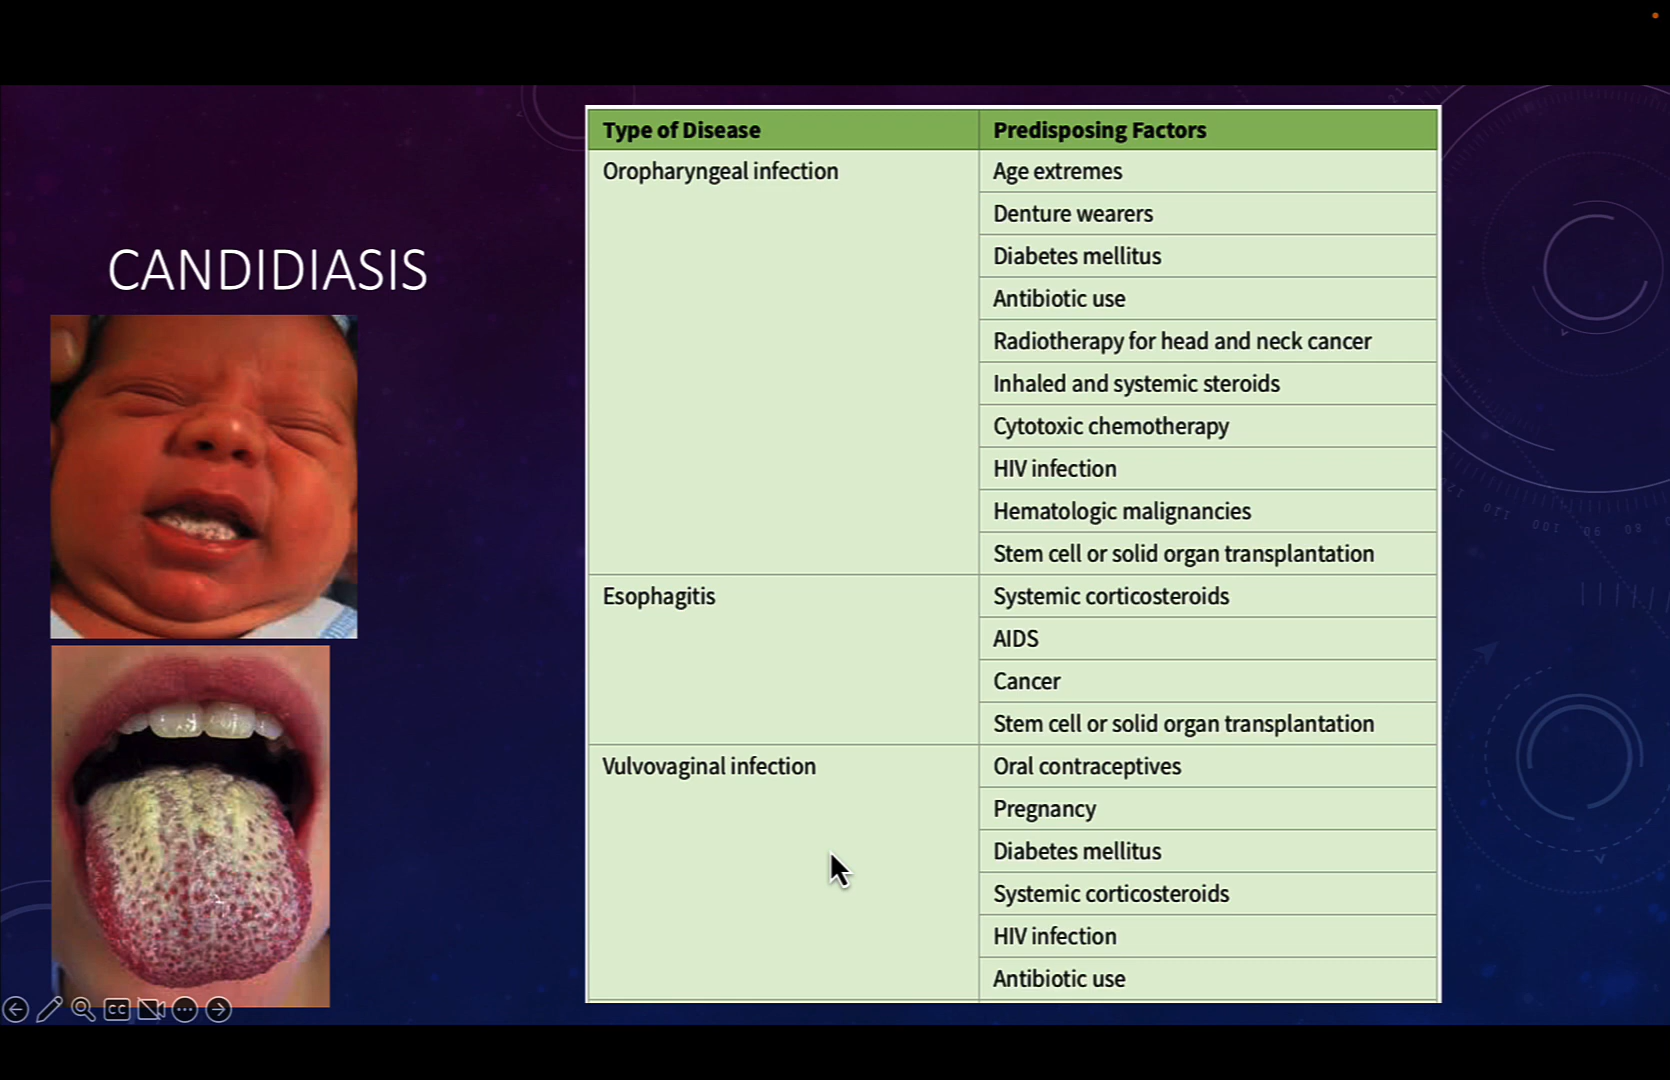 CANDIDIASIS
Type of Disease Predisposing Factors
Oropharyngeal infection Age extremes
Denture wearers
Diabetes mellitus
Antibiotic use
Radiotherapy for head and neck cancer
Inhaled and systemic steroids
Cytotoxic chemotherapy
HIV infection
Hematologic malignancies
Stem cell or solid organ transplantation
Esophagitis Systemic corticosteroids
AIDS
Cancer
Stem cell or solid organ transplantation
Vulvovaginal infection Oral contraceptives
Pregnancy
Diabetes mellitus
Systemic corticosteroids
HIV infection
Antibiotic use
CC